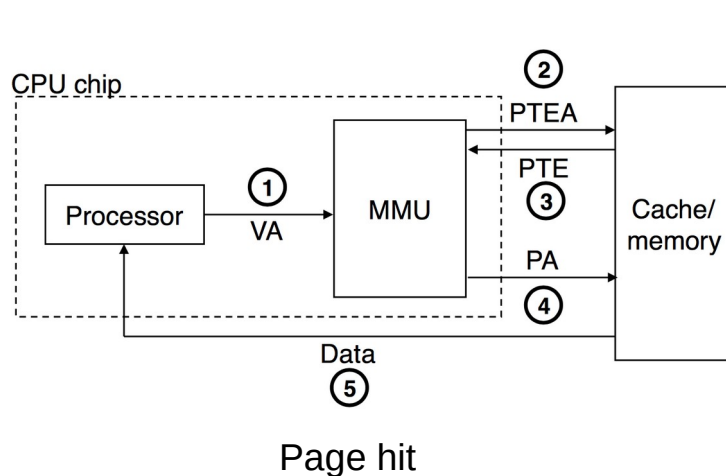 CPU chip
2
PTEA
1
PTE
3
Processor
VA
MMU
Cache/
memory
PA
4
Data
5
Page hit